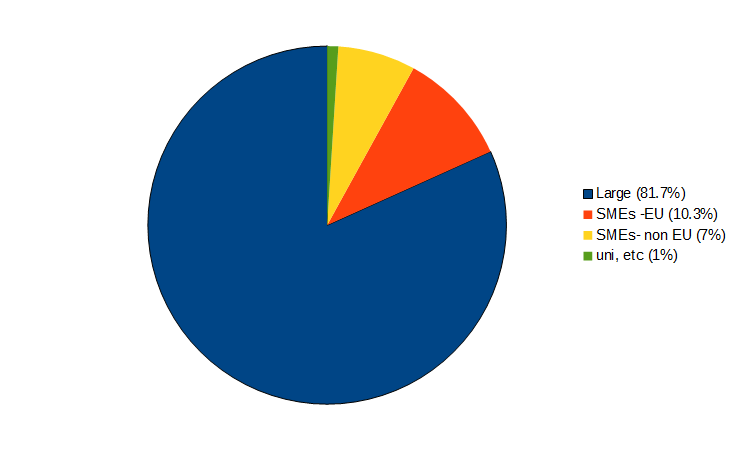 Large (81.7%)
SMEs -EU (10.3%)
SMEs- non EU (7%)
uni, etc (1%)